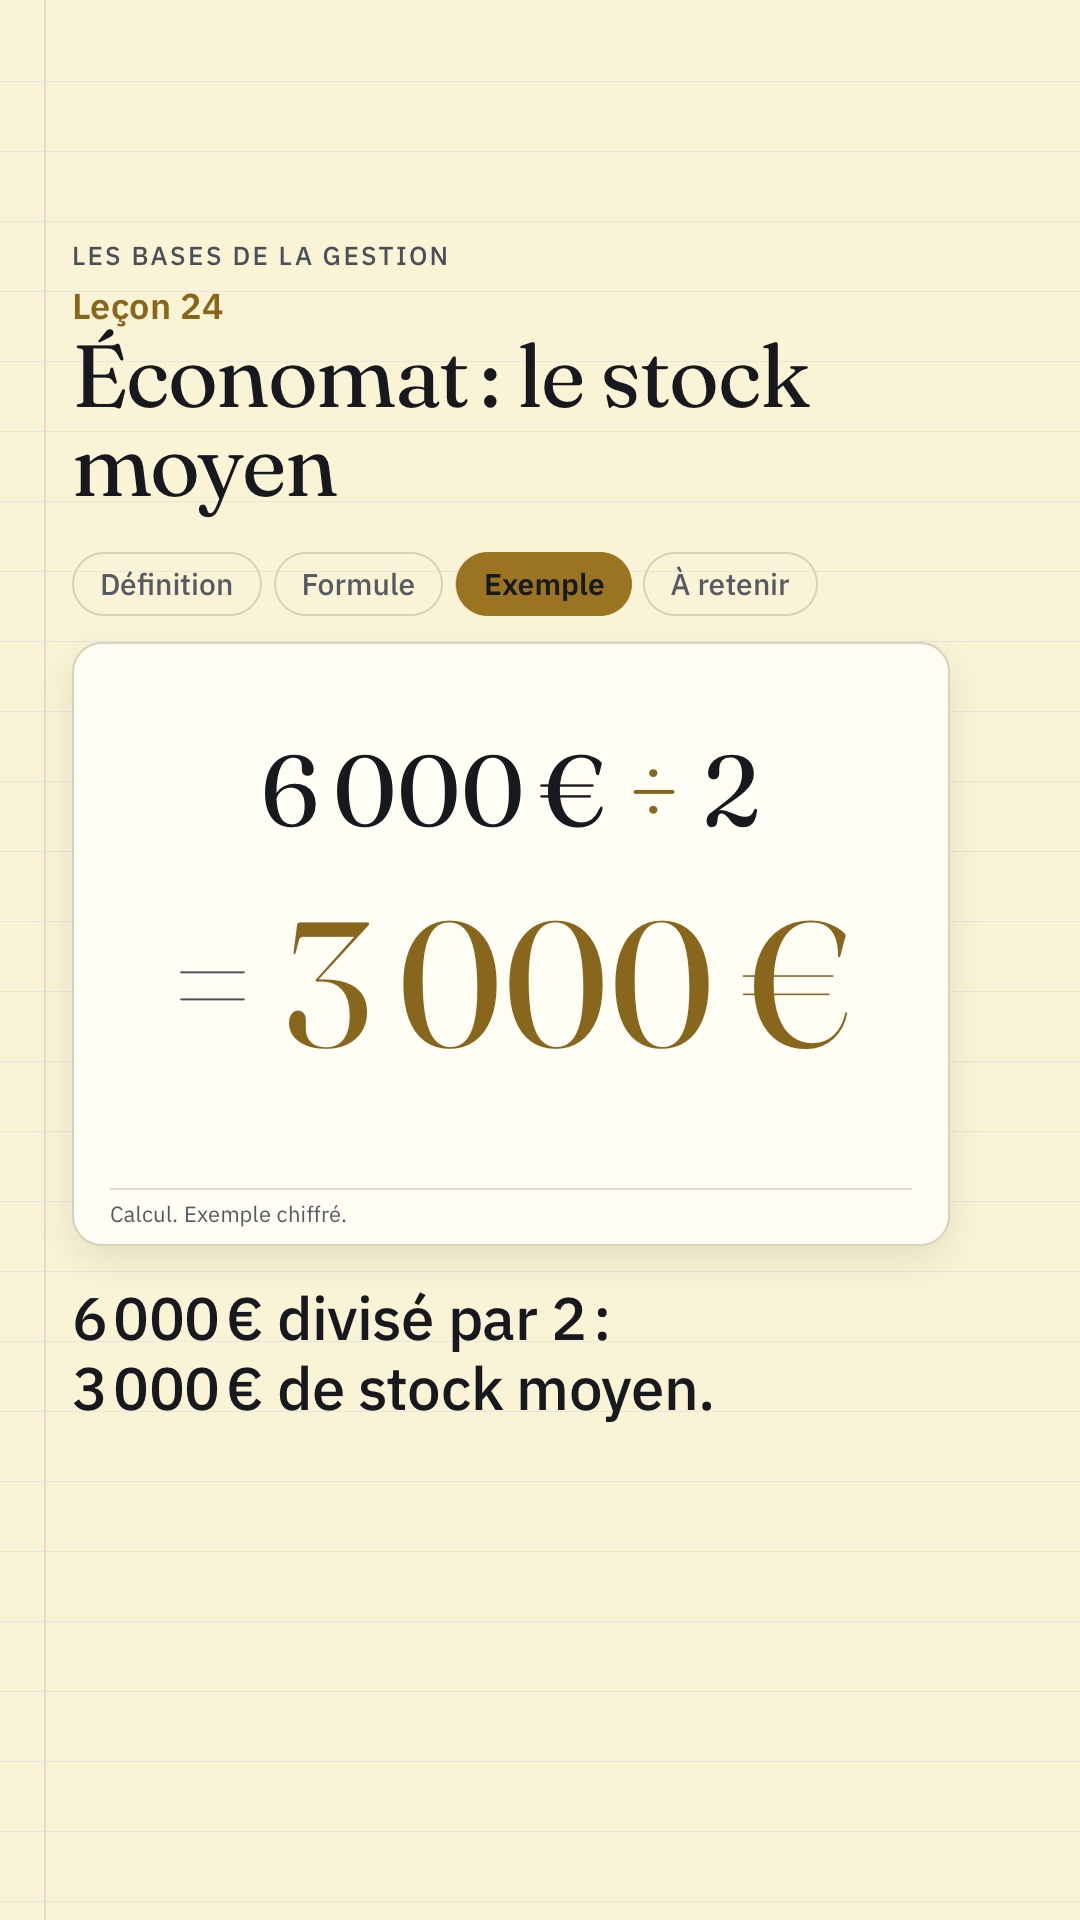 LES BASES DE LA GESTION
Leçon 24
Économat : le stock
moyen
Définition
Formule
Exemple
À retenir
6 000 € ÷ 2
= 3 000 €
Calcul. Exemple chiffré.
6 000 € divisé par 2 :
3 000 € de stock moyen.